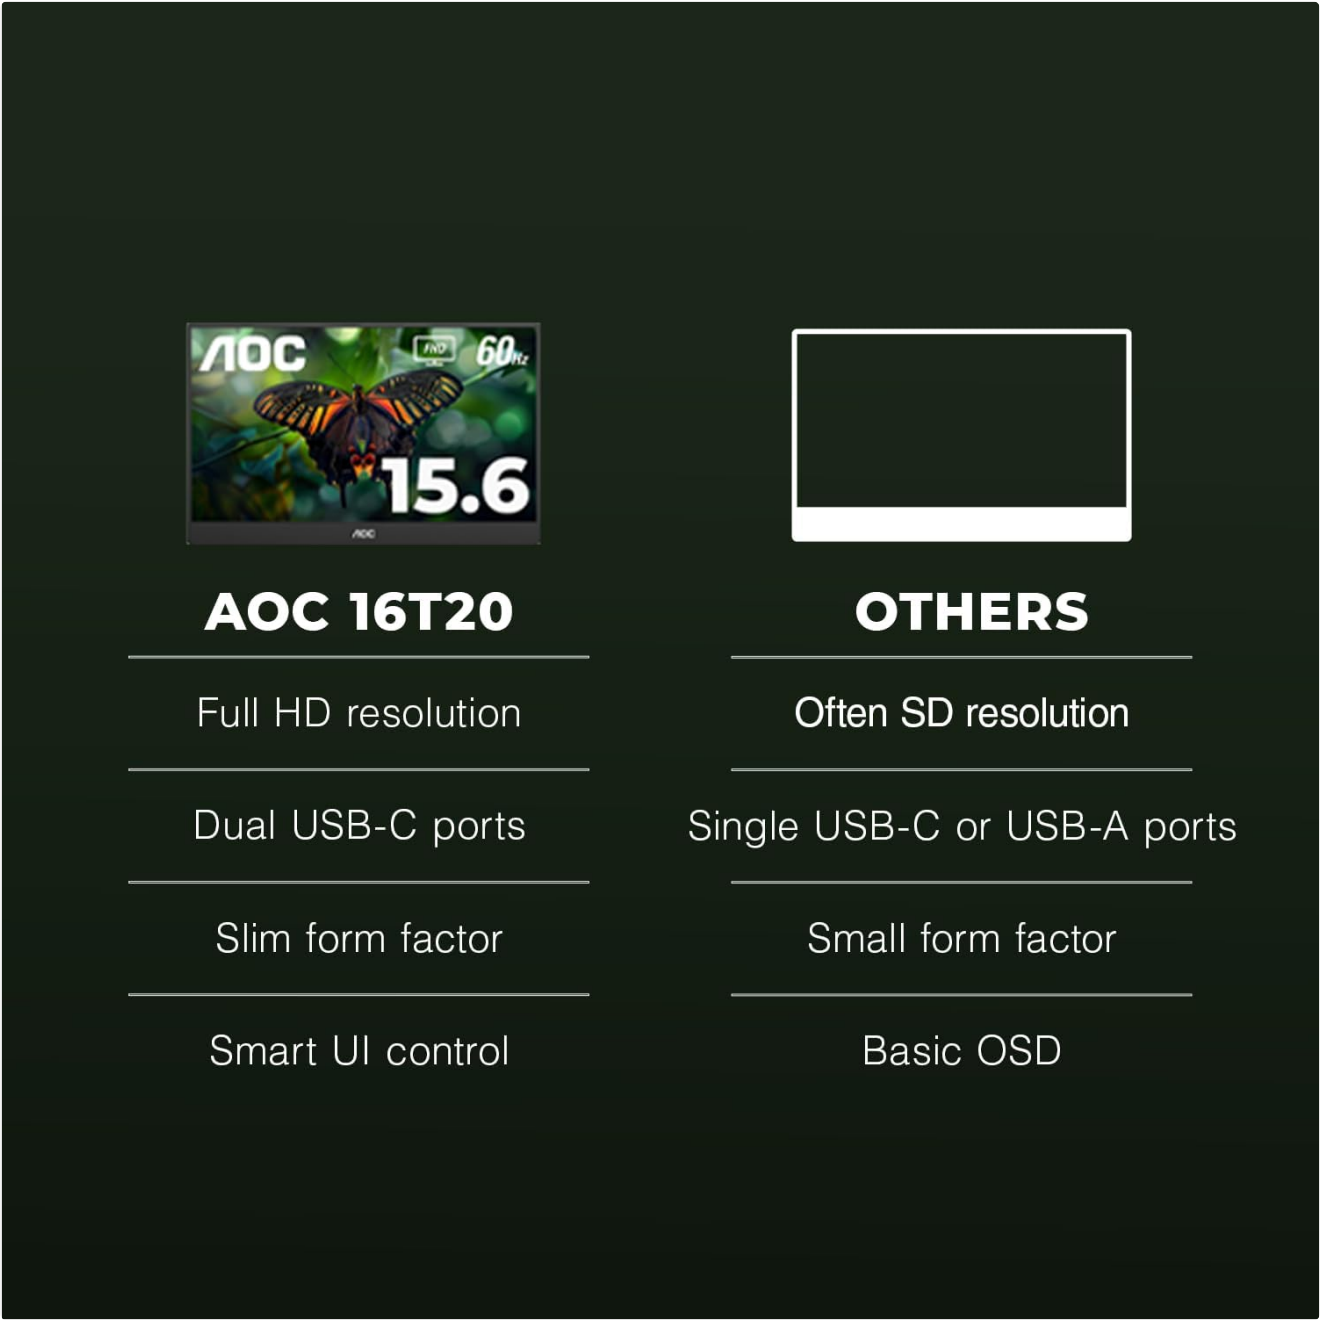 AOC
FHD
60Hz
15.6
AOC
AOC 16T20
OTHERS
Full HD resolution
Often SD resolution
Dual USB-C ports
Single USB-C or USB-A ports
Slim form factor
Small form factor
Smart UI control
Basic OSD